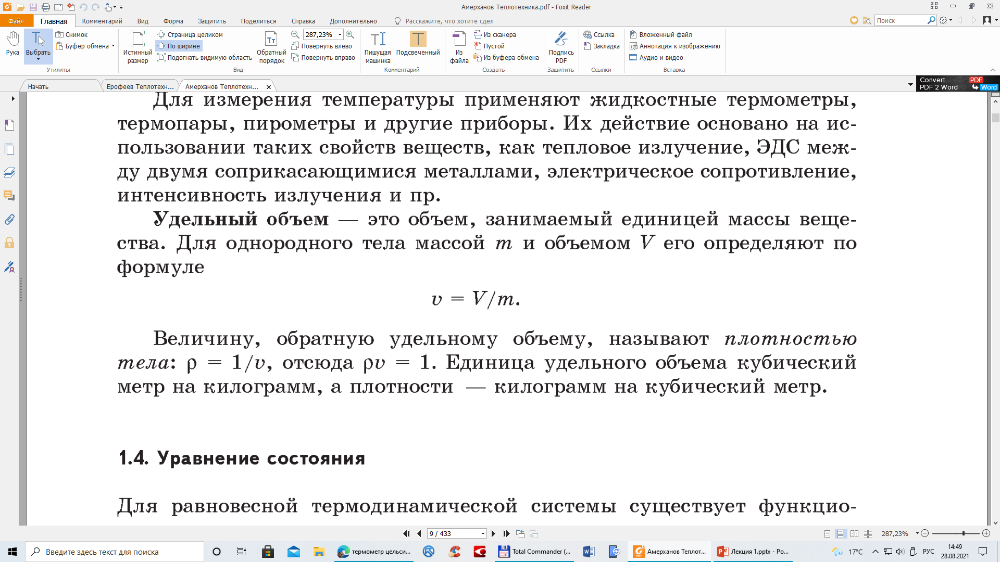 Амерханов Теплотехника.pdf - Foxit Reader
Файл Главная Комментарий Вид Форма Защитить Поделиться Справка Дополнительно Расскажите, что хотите сдел Поиск
Рука
Выбрать
Снимок
Буфер обмена
Утилиты
Истинный размер
Страница целиком
По ширине
Подогнать видимую область
Обратный порядок
287,23%
Повернуть влево
Повернуть вправо
Вид
Пишущая машинка
Подсвеченный
Комментарий
Из файла
Из сканера
Пустой
Из буфера обмена
Создать
Подпись PDF
Защитить
Ссылка
Закладка
Ссылки
Вложенный файл
Аннотация к изображению
Аудио и видео
Вставка
Начать Ерофеев Теплотехн... Амерханов Теплотехн...
Convert PDF
PDF 2 Word Word
Для измерения температуры применяют жидкостные термометры,
термопары, пирометры и другие приборы. Их действие основано на ис-
пользовании таких свойств веществ, как тепловое излучение, ЭДС меж-
ду двумя соприкасающимися металлами, электрическое сопротивление,
интенсивность излучения и пр.
Удельный объем — это объем, занимаемый единицей массы веще-
ства. Для однородного тела массой m и объемом V его определяют по
формуле
v = V/m.
Величину, обратную удельному объему, называют плотностью
тела: ρ = 1/v, отсюда ρv = 1. Единица удельного объема кубический
метр на килограмм, а плотности — килограмм на кубический метр.
1.4. Уравнение состояния
Для равновесной термодинамической системы существует функцио-
9 / 433 287,23%
Введите здесь текст для поиска термометр цельси... Total Commander (... Амерханов Теплот... Лекция 1.pptx - Po... 17°C РУС 14:49
28.08.2021